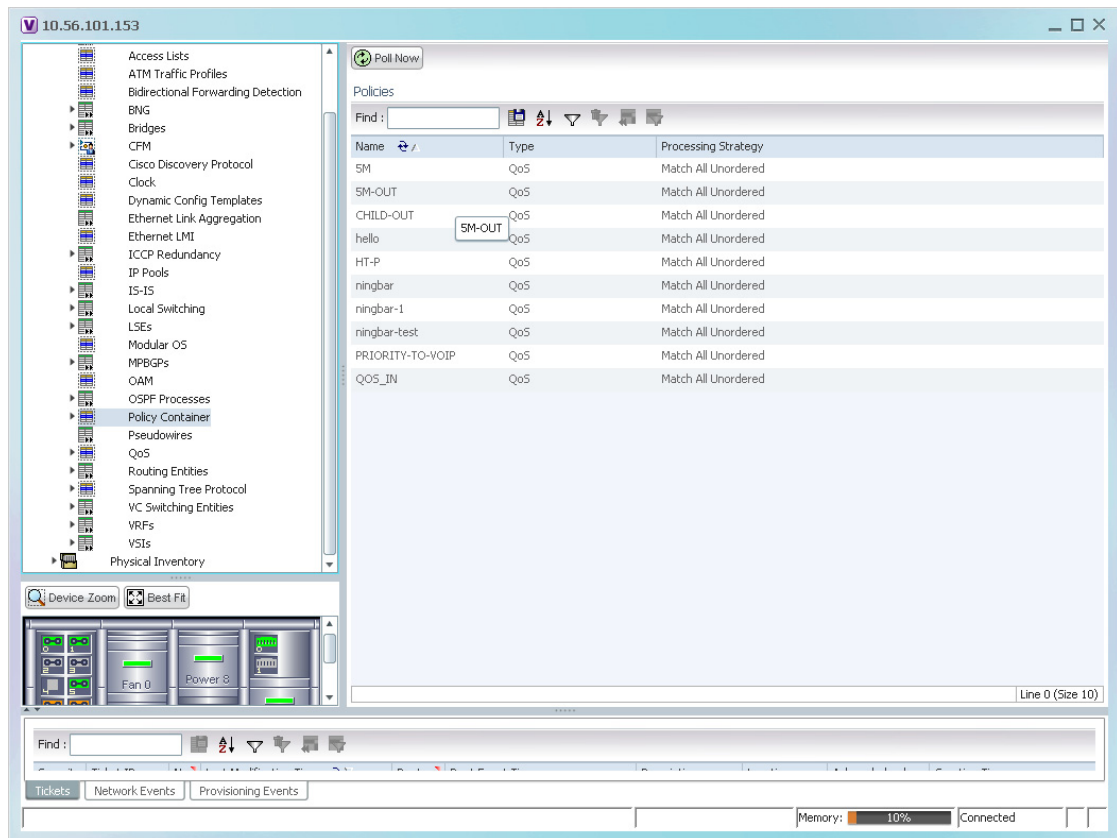 10.56.101.153
Access Lists
ATM Traffic Profiles
Bidirectional Forwarding Detection
BNG
Bridges
CFM
Cisco Discovery Protocol
Clock
Dynamic Config Templates
Ethernet Link Aggregation
Ethernet LMI
ICCP Redundancy
IP Pools
IS-IS
Local Switching
LSEs
Modular OS
MPBGPs
OAM
OSPF Processes
Policy Container
Pseudowires
QoS
Routing Entities
Spanning Tree Protocol
VC Switching Entities
VRFs
VSIs
Physical Inventory
Device Zoom Best Fit
Fan 0
Power 8
Poll Now
Policies
Find :
Name Type Processing Strategy
5M QoS Match All Unordered
5M-OUT QoS Match All Unordered
CHILD-OUT QoS Match All Unordered
5M-OUT
hello QoS Match All Unordered
HT-P QoS Match All Unordered
ningbar QoS Match All Unordered
ningbar-1 QoS Match All Unordered
ningbar-test QoS Match All Unordered
PRIORITY-TO-VOIP QoS Match All Unordered
QOS_IN QoS Match All Unordered
Line 0 (Size 10)
Find :
Tickets Network Events Provisioning Events
Memory: 10% Connected